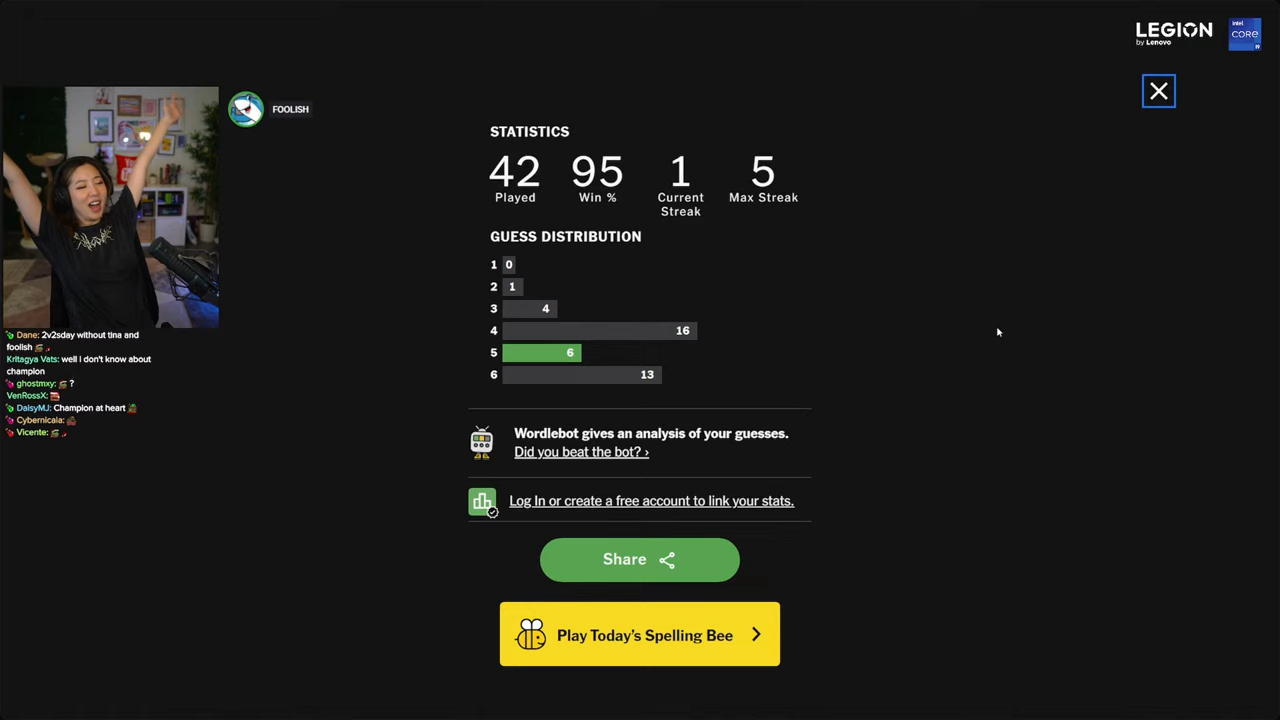 LEGION
by Lenovo
intel
CORE
i9
FOOLISH
STATISTICS
42 95 1 5
Played Win % Current Streak Max Streak
GUESS DISTRIBUTION
1 0
2 1
3 4
4 16
5 6
6 13
Dane: 2v2sday without tina and
foolish
Kritagya Vats: well i don't know about
champion
ghostmxy: ?
VenRossX:
DaisyMJ: Champion at heart
Cybernicaia:
Vicente:
Wordlebot gives an analysis of your guesses.
Did you beat the bot? ›
Log In or create a free account to link your stats.
Share
Play Today's Spelling Bee